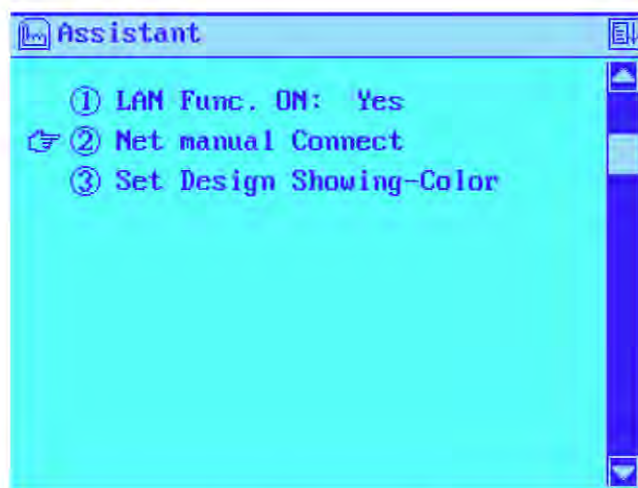 Assistant
① LAN Func. ON: Yes
② Net manual Connect
③ Set Design Showing-Color